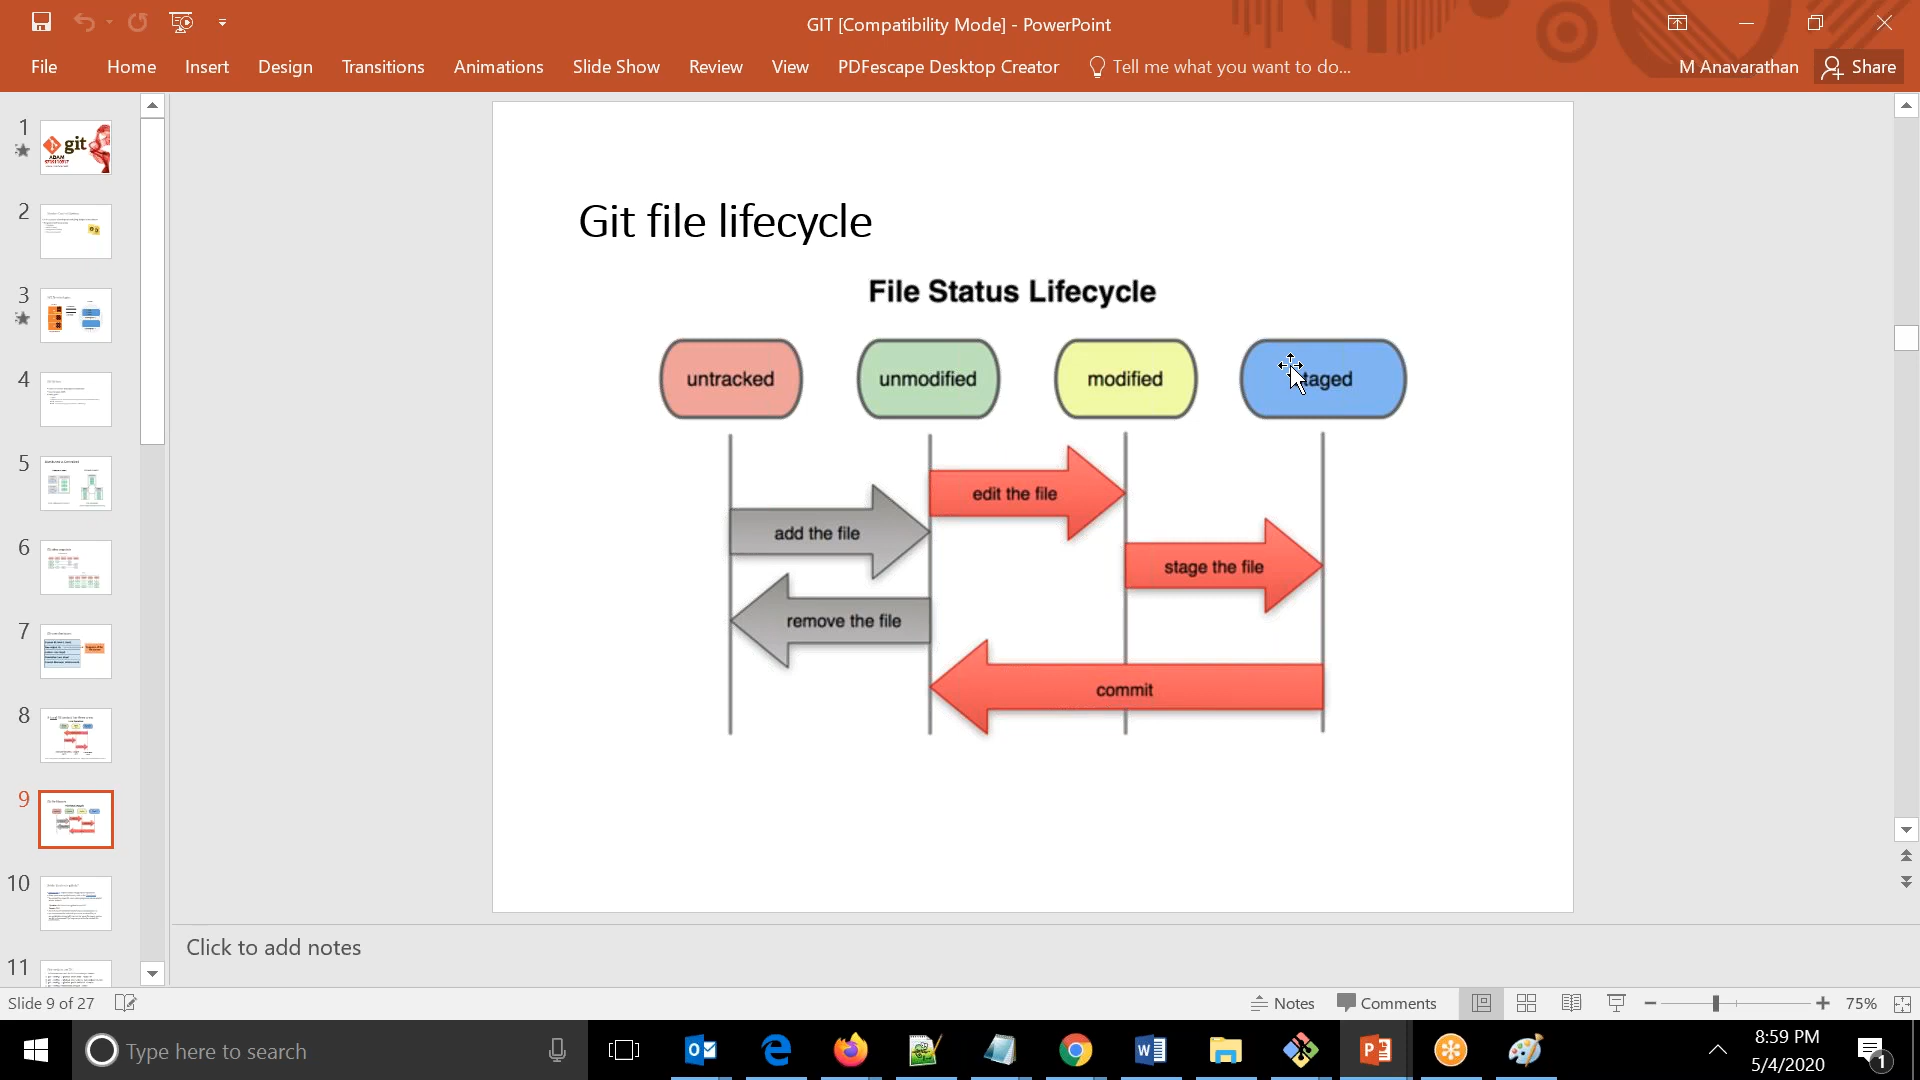 GIT [Compatibility Mode] - PowerPoint
File Home Insert Design Transitions Animations Slide Show Review View PDFescape Desktop Creator Tell me what you want to do... M Anavarathan Share
1
git
2
3
4
5
6
7
8
9
10
11
Git file lifecycle
File Status Lifecycle
untracked unmodified modified taged
edit the file
add the file
stage the file
remove the file
commit
Click to add notes
Slide 9 of 27 Notes Comments 75%
Type here to search
8:59 PM
5/4/2020
1